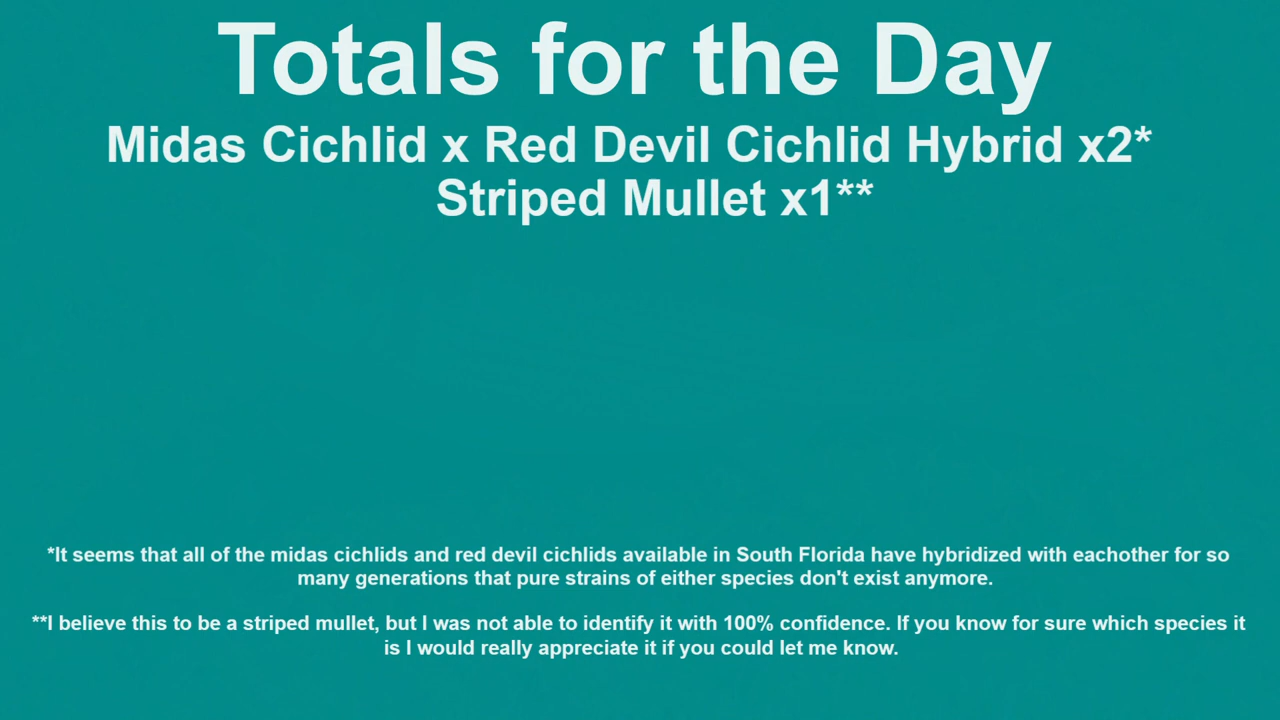 Totals for the Day
Midas Cichlid x Red Devil Cichlid Hybrid x2*
Striped Mullet x1**
*It seems that all of the midas cichlids and red devil cichlids available in South Florida have hybridized with eachother for so
many generations that pure strains of either species don't exist anymore.
**I believe this to be a striped mullet, but I was not able to identify it with 100% confidence. If you know for sure which species it
is I would really appreciate it if you could let me know.